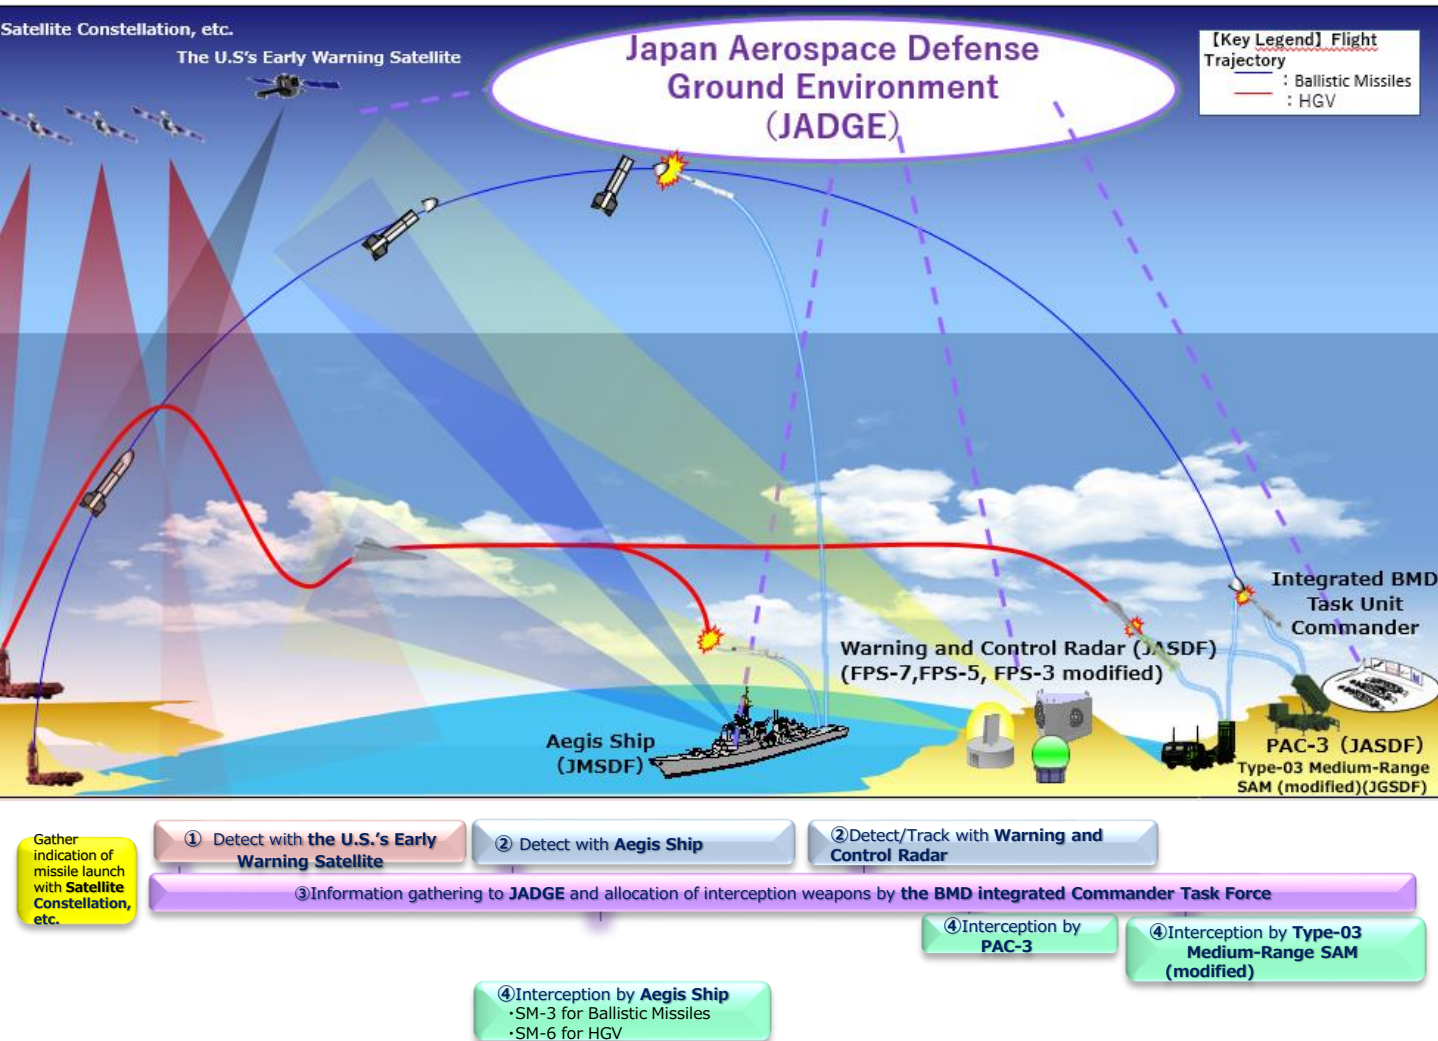 Satellite Constellation, etc.
The U.S's Early Warning Satellite
Japan Aerospace Defense
Ground Environment
(JADGE)
【Key Legend】Flight
Trajectory
：Ballistic Missiles
：HGV
Integrated BMD
Task Unit
Commander
Warning and Control Radar (JASDF)
(FPS-7,FPS-5, FPS-3 modified)
Aegis Ship
(JMSDF)
PAC-3 (JASDF)
Type-03 Medium-Range
SAM (modified)(JGSDF)
Gather
indication of
missile launch
with Satellite
Constellation,
etc.
① Detect with the U.S.'s Early
Warning Satellite
② Detect with Aegis Ship
②Detect/Track with Warning and
Control Radar
③Information gathering to JADGE and allocation of interception weapons by the BMD integrated Commander Task Force
④Interception by
PAC-3
④Interception by Type-03
Medium-Range SAM
(modified)
④Interception by Aegis Ship
・SM-3 for Ballistic Missiles
・SM-6 for HGV